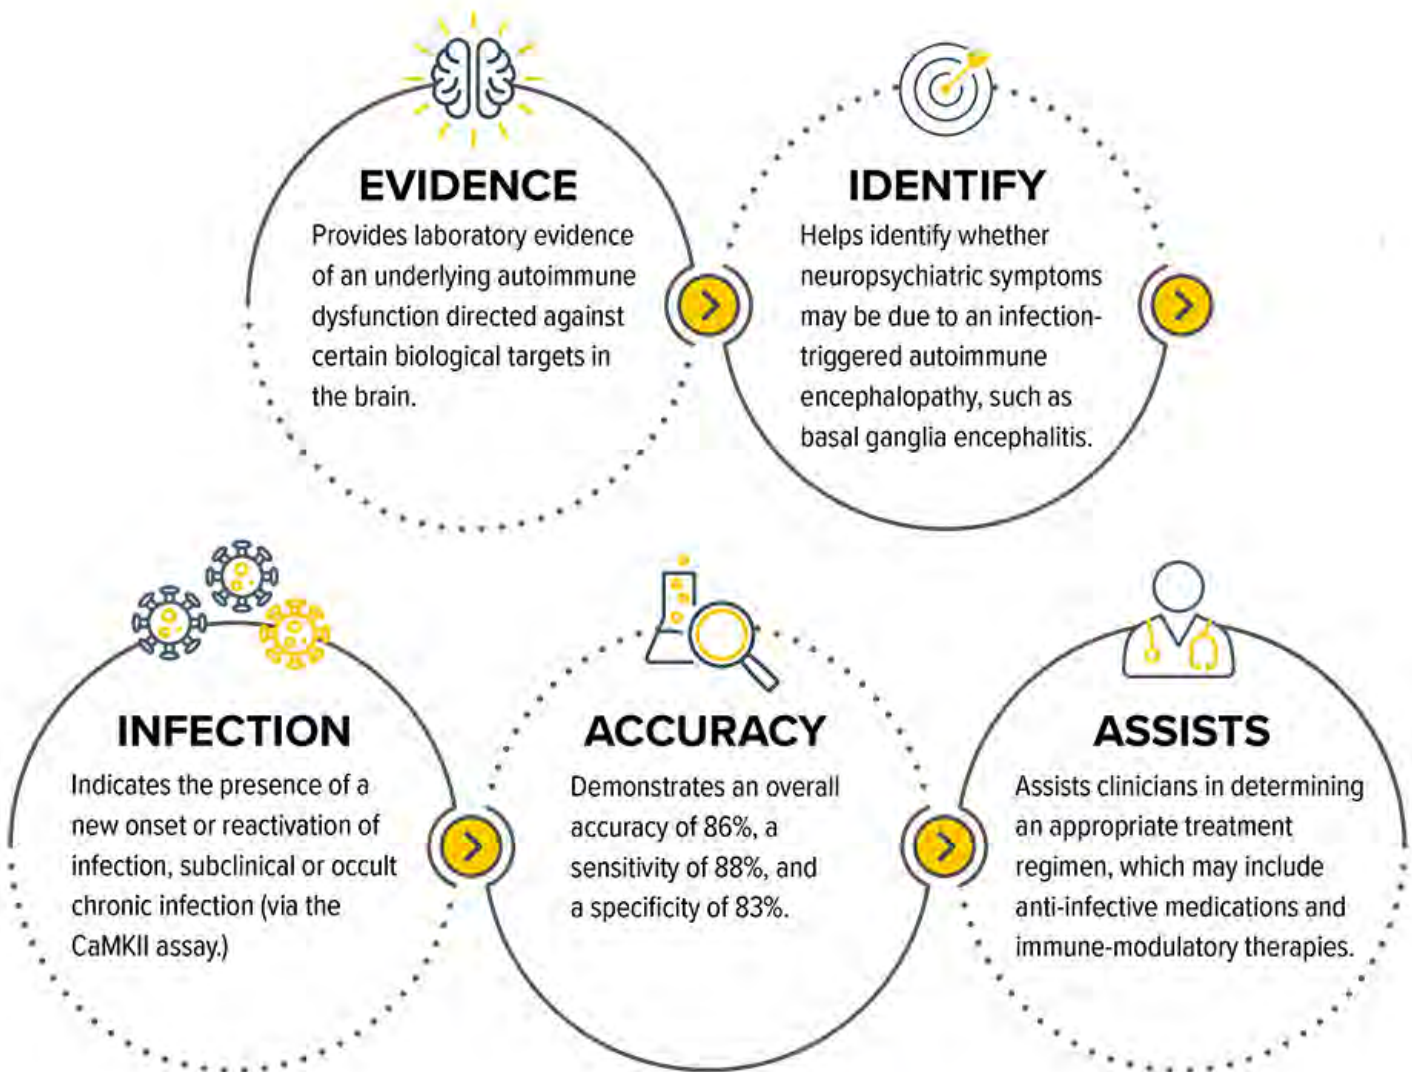 EVIDENCE
Provides laboratory evidence
of an underlying autoimmune
dysfunction directed against
certain biological targets in
the brain.
IDENTIFY
Helps identify whether
neuropsychiatric symptoms
may be due to an infection-
triggered autoimmune
encephalopathy, such as
basal ganglia encephalitis.
INFECTION
Indicates the presence of a
new onset or reactivation of
infection, subclinical or occult
chronic infection (via the
CaMKII assay.)
ACCURACY
Demonstrates an overall
accuracy of 86%, a
sensitivity of 88%, and
a specificity of 83%.
ASSISTS
Assists clinicians in determining
an appropriate treatment
regimen, which may include
anti-infective medications and
immune-modulatory therapies.